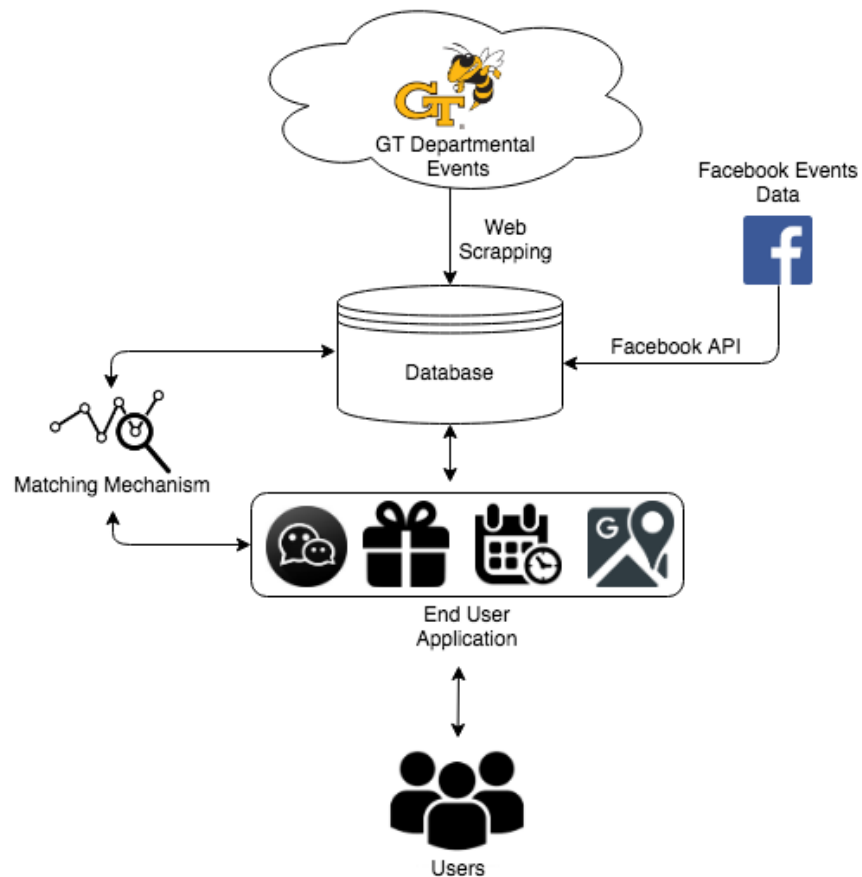 GT
GT Departmental
Events
Facebook Events
Data
f
Web
Scrapping
Facebook API
Database
Matching Mechanism
G
End User
Application
Users